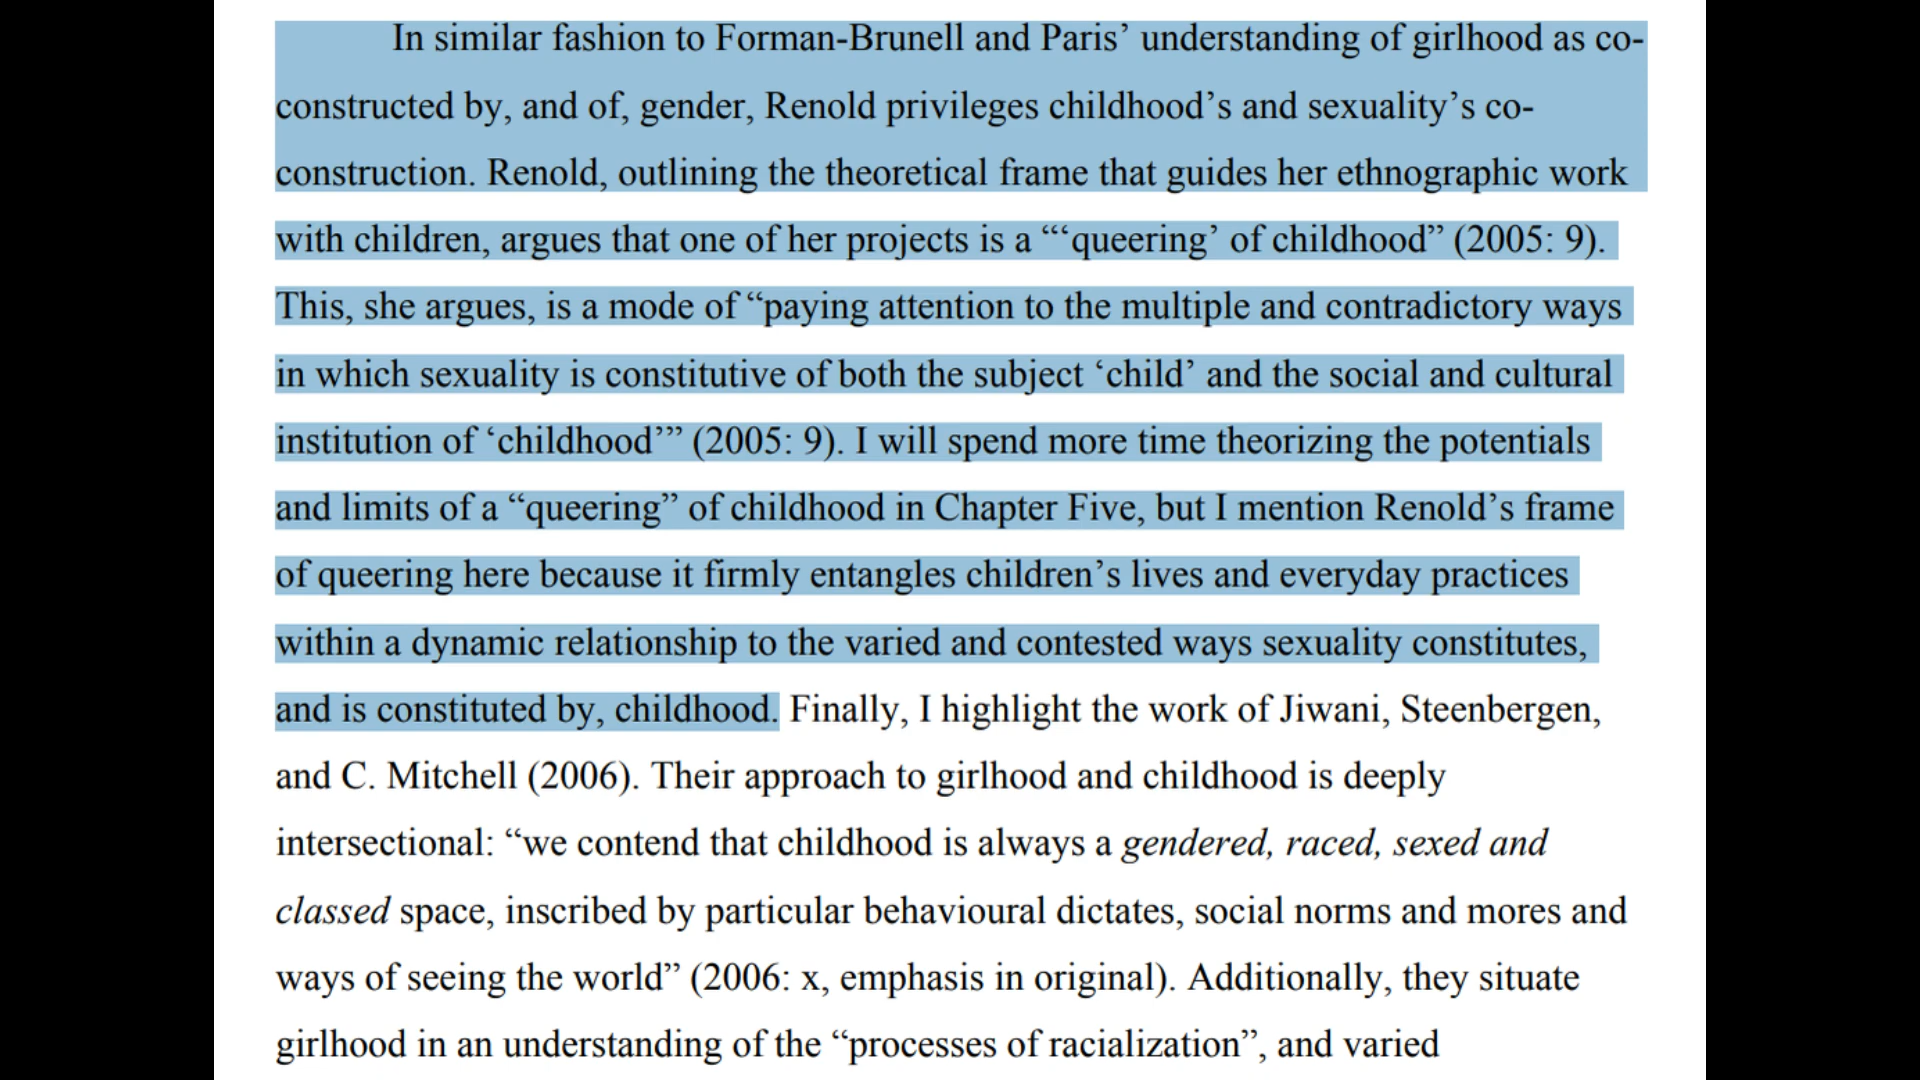 In similar fashion to Forman-Brunell and Paris’ understanding of girlhood as co-
constructed by, and of, gender, Renold privileges childhood’s and sexuality’s co-
construction. Renold, outlining the theoretical frame that guides her ethnographic work
with children, argues that one of her projects is a “‘queering’ of childhood” (2005: 9).
This, she argues, is a mode of “paying attention to the multiple and contradictory ways
in which sexuality is constitutive of both the subject ‘child’ and the social and cultural
institution of ‘childhood’” (2005: 9). I will spend more time theorizing the potentials
and limits of a “queering” of childhood in Chapter Five, but I mention Renold’s frame
of queering here because it firmly entangles children’s lives and everyday practices
within a dynamic relationship to the varied and contested ways sexuality constitutes,
and is constituted by, childhood. Finally, I highlight the work of Jiwani, Steenbergen,
and C. Mitchell (2006). Their approach to girlhood and childhood is deeply
intersectional: “we contend that childhood is always a gendered, raced, sexed and
classed space, inscribed by particular behavioural dictates, social norms and mores and
ways of seeing the world” (2006: x, emphasis in original). Additionally, they situate
girlhood in an understanding of the “processes of racialization”, and varied